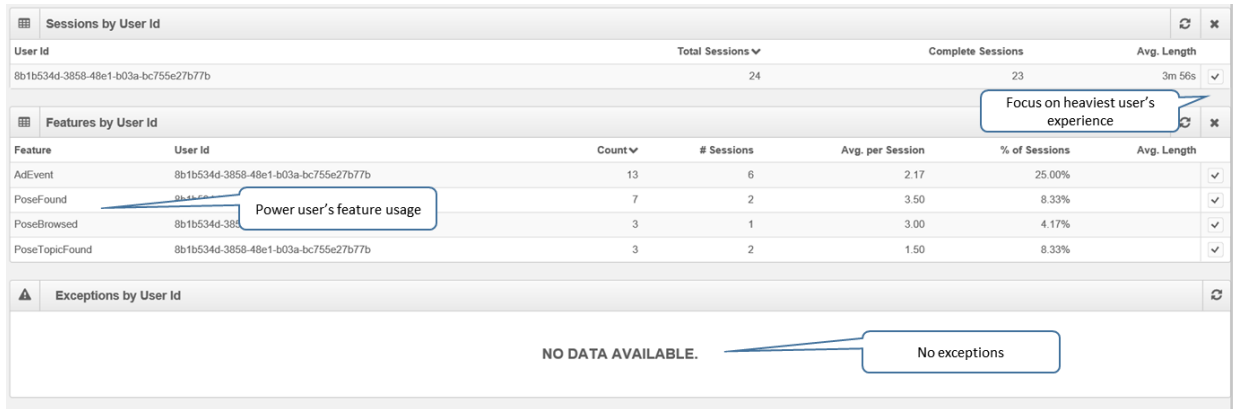 Sessions by User Id
User Id Total Sessions Complete Sessions Avg. Length
8b1b534d-3858-48e1-b03a-bc755e27b77b 24 23 3m 56s
Focus on heaviest user's
experience
Features by User Id
Feature User Id Count # Sessions Avg. per Session % of Sessions Avg. Length
AdEvent 8b1b534d-3858-48e1-b03a-bc755e27b77b 13 6 2.17 25.00%
PoseFound 7 2 3.50 8.33%
Power user's feature usage
PoseBrowsed 8b1b534d-385 3 1 3.00 4.17%
PoseTopicFound 8b1b534d-3858-48e1-b03a-bc755e27b77b 3 2 1.50 8.33%
Exceptions by User Id
NO DATA AVAILABLE.
No exceptions